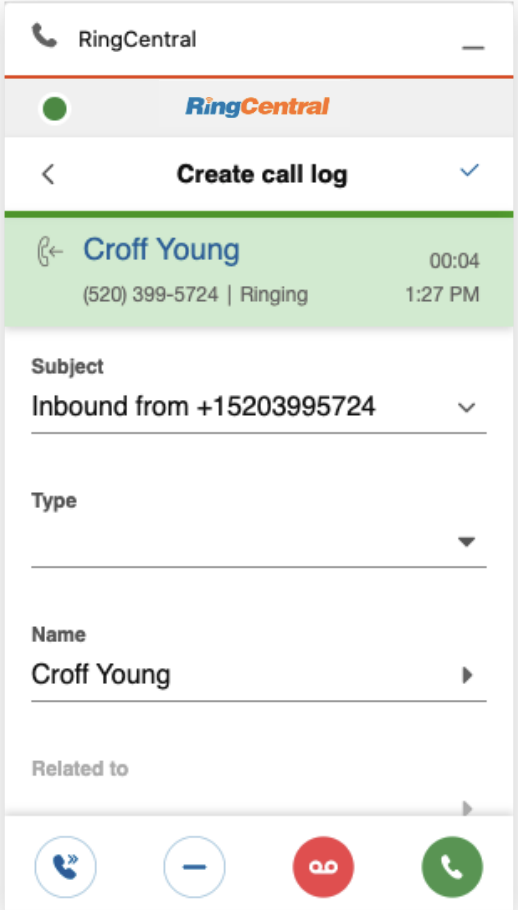 RingCentral
RingCentral
Create call log
Croff Young
00:04
(520) 399-5724 | Ringing
1:27 PM
Subject
Inbound from +15203995724
Type
Name
Croff Young
Related to